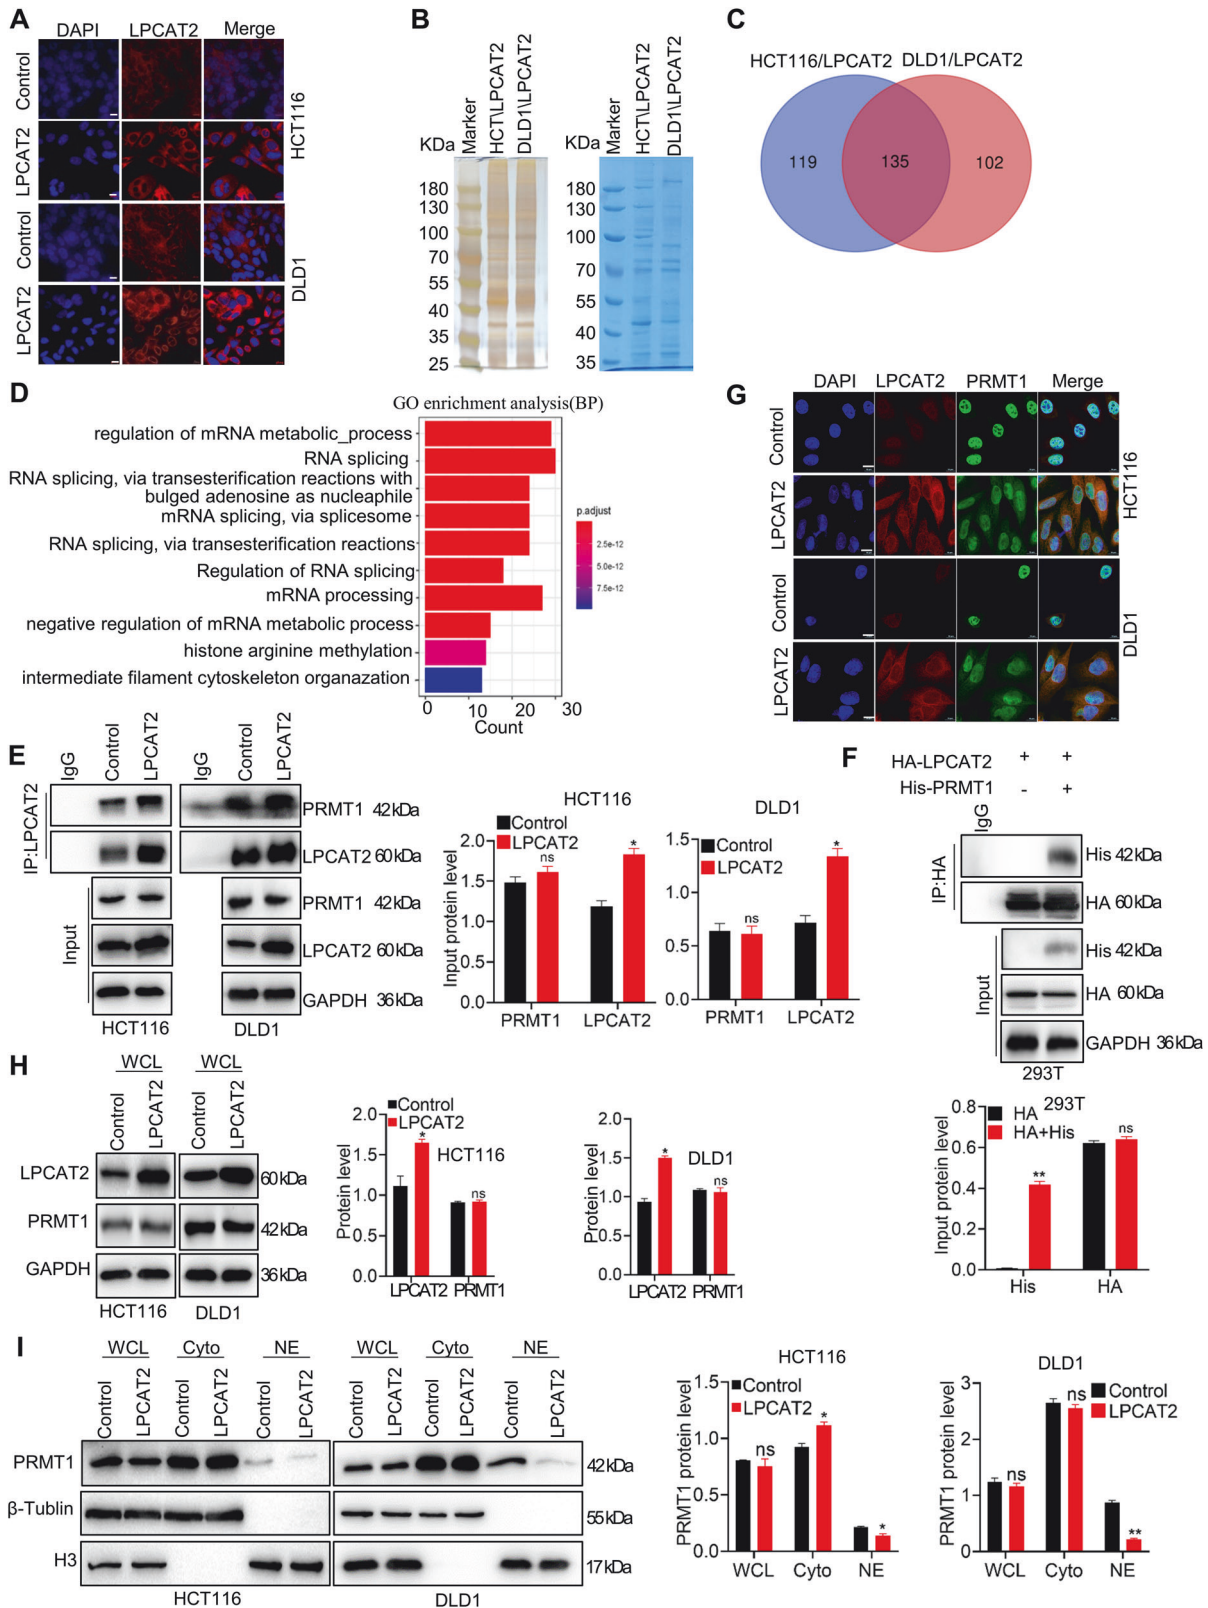 A
DAPI LPCAT2 Merge
Control
LPCAT2
HCT116
Control
LPCAT2
DLD1
B
KDa
Marker
HCT\LPCAT2
DLD1\LPCAT2
180
130
100
70
55
40
35
25
KDa
Marker
HCT\LPCAT2
DLD1\LPCAT2
180
130
100
70
55
40
35
C
HCT116/LPCAT2 DLD1/LPCAT2
119 135 102
D
GO enrichment analysis(BP)
regulation of mRNA metabolic_process
RNA splicing
RNA splicing, via transesterification reactions with
bulged adenosine as nucleaphile
mRNA splicing, via splicesome
RNA splicing, via transesterification reactions
Regulation of RNA splicing
mRNA processing
negative regulation of mRNA metabolic process
histone arginine methylation
intermediate filament cytoskeleton organazation
0 10 20 30
Count
p.adjust
2.5e-12
5.0e-12
7.5e-12
G
DAPI LPCAT2 PRMT1 Merge
Control
LPCAT2
HCT116
Control
LPCAT2
DLD1
E
IgG
Control
LPCAT2
IgG
Control
LPCAT2
IP:LPCAT2
PRMT1 42kDa
LPCAT2 60kDa
Input
PRMT1 42kDa
LPCAT2 60kDa
GAPDH 36kDa
HCT116 DLD1
HCT116
Control
LPCAT2
Input protein level
2.0
1.5
1.0
0.5
0.0
ns *
PRMT1 LPCAT2
DLD1
Control
LPCAT2
1.5
1.0
0.5
0.0
ns *
PRMT1 LPCAT2
F
HA-LPCAT2 + +
His-PRMT1 - +
IgG
IP:HA
His 42kDa
HA 60kDa
Input
His 42kDa
HA 60kDa
GAPDH 36kDa
293T
293T
HA
HA+His
Input protein level
0.8
0.6
0.4
0.2
0.0
** ns
His HA
H
WCL WCL
Control
LPCAT2
Control
LPCAT2
LPCAT2 60kDa
PRMT1 42kDa
GAPDH 36kDa
HCT116 DLD1
Control
LPCAT2
HCT116
Protein level
2.0
1.5
1.0
0.5
0.0
* ns
LPCAT2 PRMT1
DLD1
Protein level
2.0
1.5
1.0
0.5
0.0
* ns
LPCAT2 PRMT1
I
WCL Cyto NE WCL Cyto NE
Control
LPCAT2
Control
LPCAT2
Control
LPCAT2
Control
LPCAT2
Control
LPCAT2
Control
LPCAT2
PRMT1 42kDa
β-Tublin 55kDa
H3 17kDa
HCT116 DLD1
HCT116
Control
LPCAT2
PRMT1 protein level
1.5
1.0
0.5
0.0
ns * *
WCL Cyto NE
DLD1
Control
LPCAT2
PRMT1 protein level
3
2
1
0
ns ns **
WCL Cyto NE